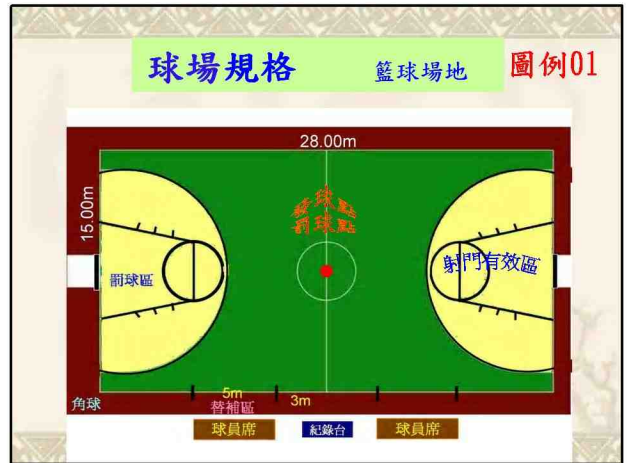 球場規格 籃球場地 圖例01
28.00m
15.00m
發球點
罰球點
罰球區
射門有效區
角球
5m
替補區
3m
球員席
紀錄台
球員席